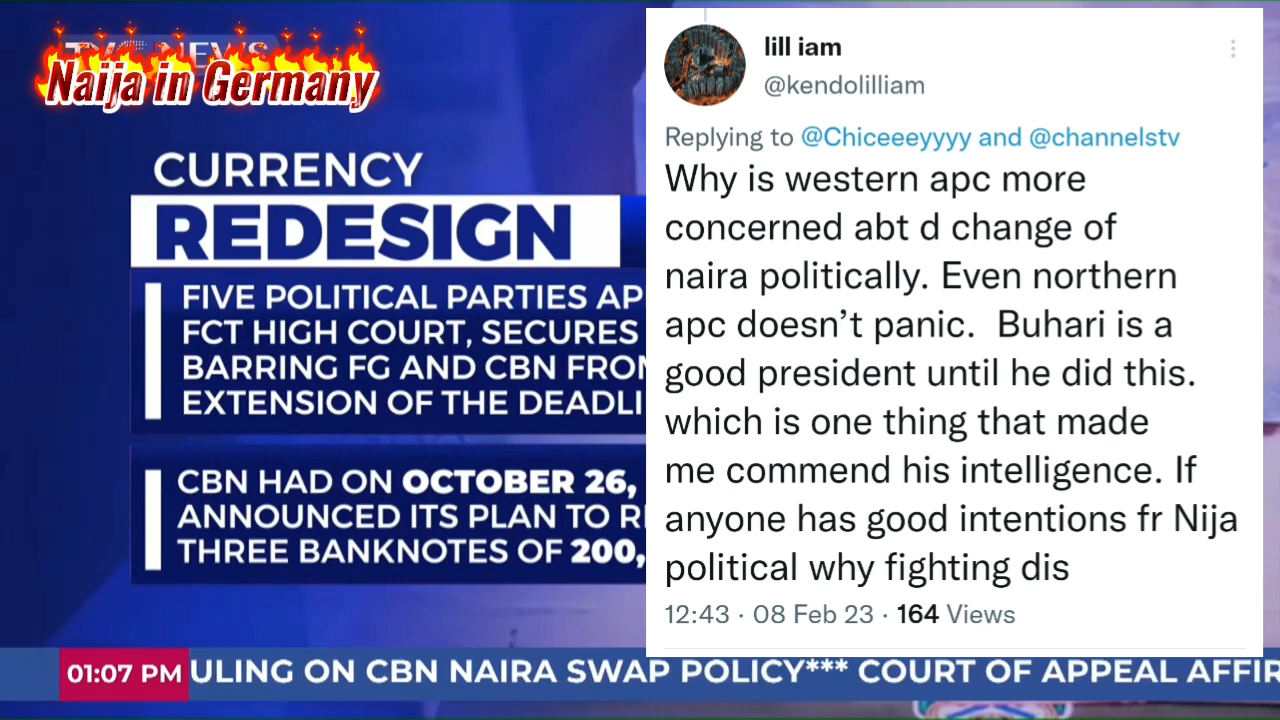 TVC NEWS
Naija in Germany
CURRENCY
REDESIGN
FIVE POLITICAL PARTIES AP
FCT HIGH COURT, SECURES
BARRING FG AND CBN FROM
EXTENSION OF THE DEADLI
CBN HAD ON OCTOBER 26,
ANNOUNCED ITS PLAN TO R
THREE BANKNOTES OF 200,
lill iam
@kendolilliam
Replying to @Chiceeeyyyy and @channelstv
Why is western apc more
concerned abt d change of
naira politically. Even northern
apc doesn’t panic. Buhari is a
good president until he did this.
which is one thing that made
me commend his intelligence. If
anyone has good intentions fr Nija
political why fighting dis
12:43 · 08 Feb 23 · 164 Views
01:07 PM ULING ON CBN NAIRA SWAP POLICY*** COURT OF APPEAL AFFIR